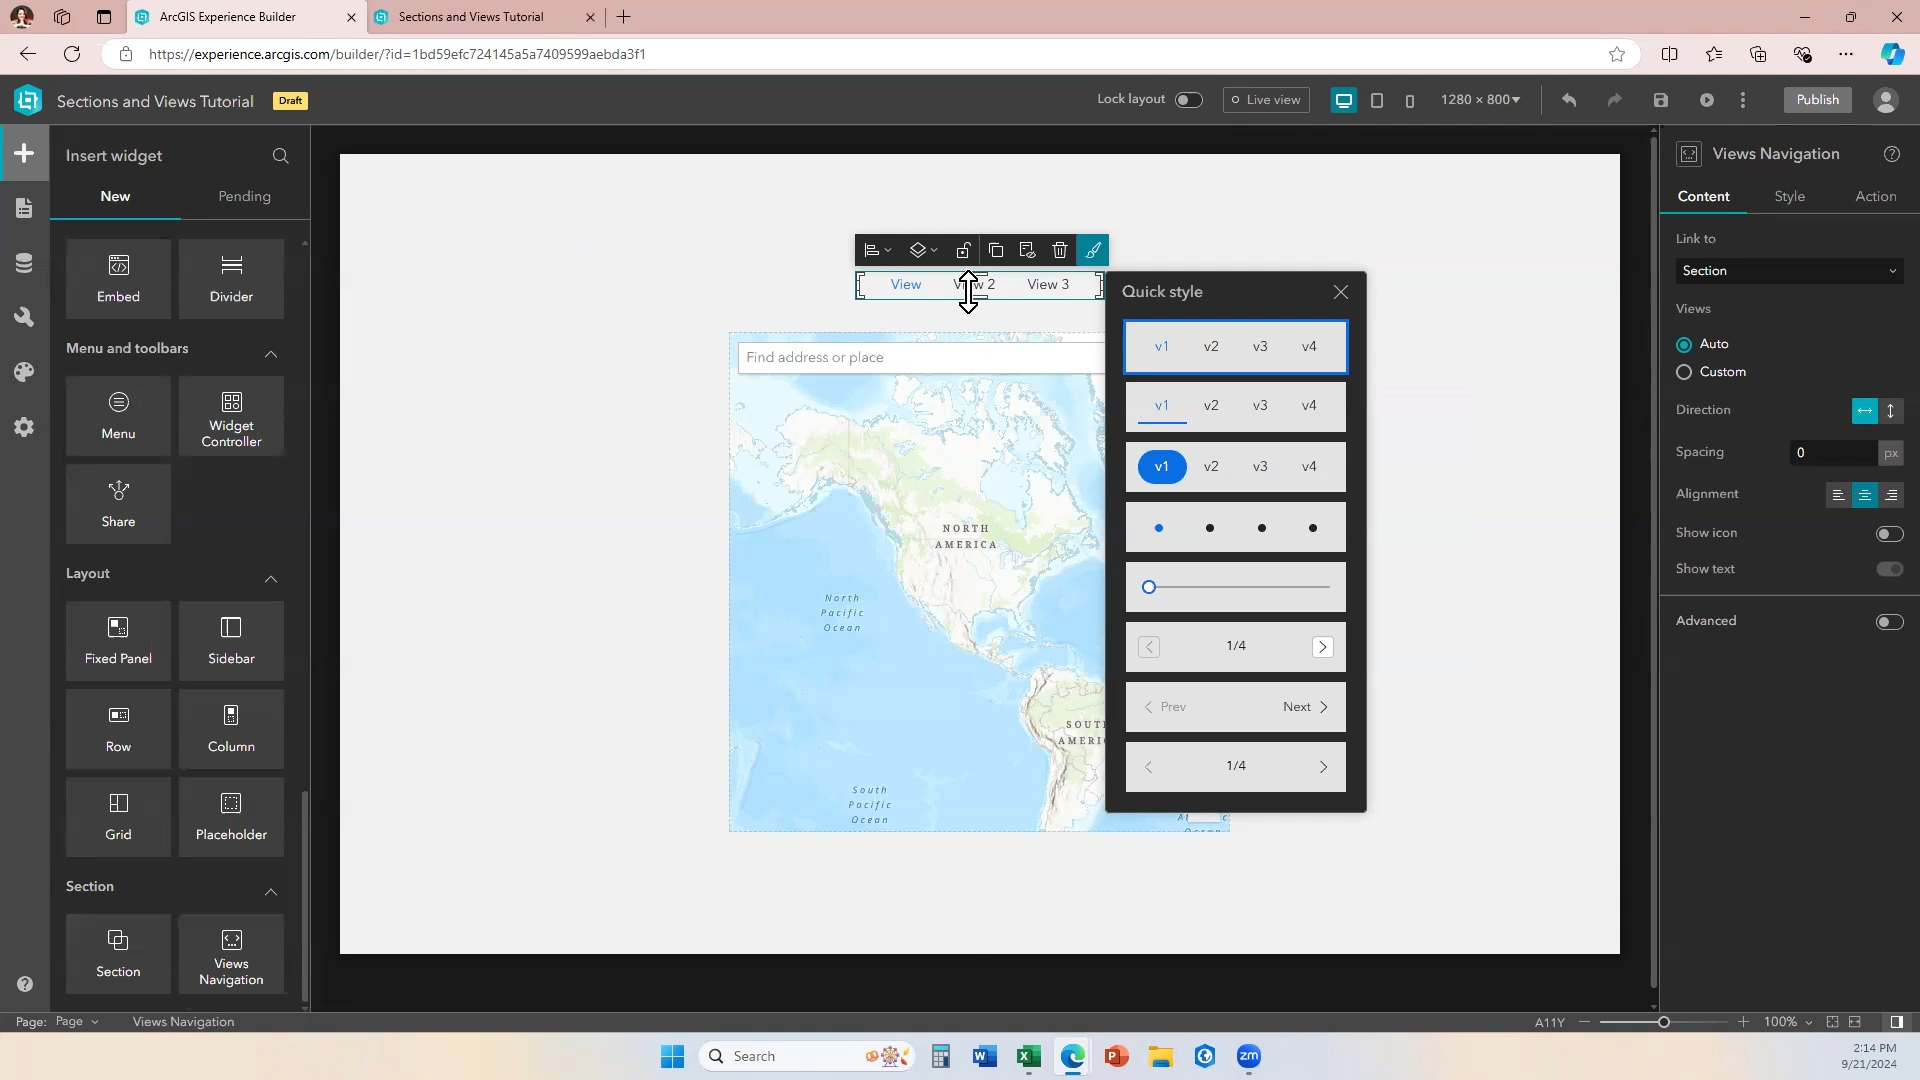 ArcGIS Experience Builder
Sections and Views Tutorial
https://experience.arcgis.com/builder/?id=1bd59efc724145a5a7409599aebda3f1
Sections and Views Tutorial
Draft
Lock layout
Live view
1280 × 800
Publish
Insert widget
New
Pending
Embed
Divider
Menu and toolbars
Menu
Widget
Controller
Share
Layout
Fixed Panel
Sidebar
Row
Column
Grid
Placeholder
Section
Section
Views
Navigation
View
View 2
View 3
Find address or place
NORTH
AMERICA
North
Pacific
Ocean
South
Pacific
Ocean
Quick style
v1 v2 v3 v4
v1 v2 v3 v4
v1 v2 v3 v4
1/4
Prev
Next
1/4
Views Navigation
Content
Style
Action
Link to
Section
Views
Auto
Custom
Direction
Spacing
0
px
Alignment
Show icon
Show text
Advanced
Page: Page
Views Navigation
A11Y
100%
Search
zm
2:14 PM
9/21/2024